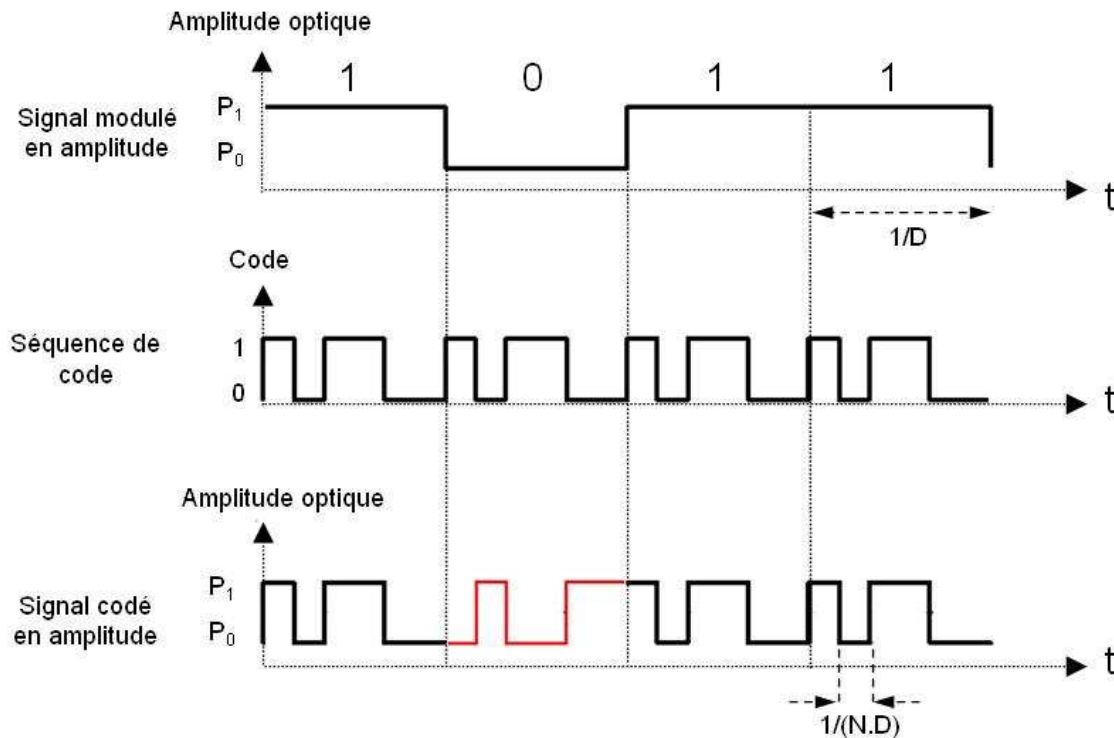 Amplitude optique
1 0 1 1
Signal modulé
en amplitude
P1
P0
t
1/D
Code
Séquence de
code
1
0
t
Amplitude optique
Signal codé
en amplitude
P1
P0
t
1/(N.D)